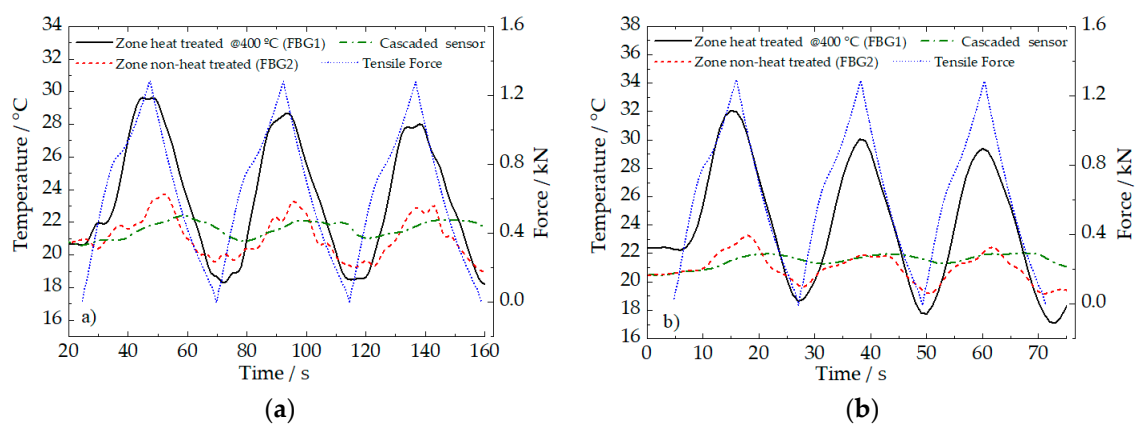 Temperature / °C
34
32
30
28
26
24
22
20
18
16
Zone heat treated @400 ºC (FBG1)
Cascaded sensor
Zone non-heat treated (FBG2)
Tensile Force
1.6
1.2
0.8
0.4
0.0
Force / kN
a)
20 40 60 80 100 120 140 160
Time / s
(a)
Temperature / °C
38
36
34
32
30
28
26
24
22
20
18
16
Zone heat treated @400 °C (FBG1)
Cascaded sensor
Zone non-heat treated (FBG2)
Tensile Force
1.6
1.2
0.8
0.4
0.0
Force / kN
b)
0 10 20 30 40 50 60 70
Time / s
(b)